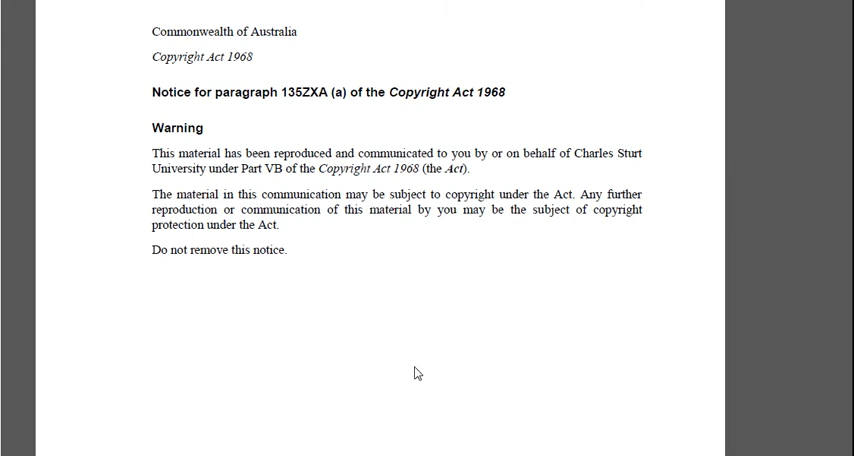 Commonwealth of Australia
Copyright Act 1968
Notice for paragraph 135ZXA (a) of the Copyright Act 1968
Warning
This material has been reproduced and communicated to you by or on behalf of Charles Sturt
University under Part VB of the Copyright Act 1968 (the Act).
The material in this communication may be subject to copyright under the Act. Any further
reproduction or communication of this material by you may be the subject of copyright
protection under the Act.
Do not remove this notice.